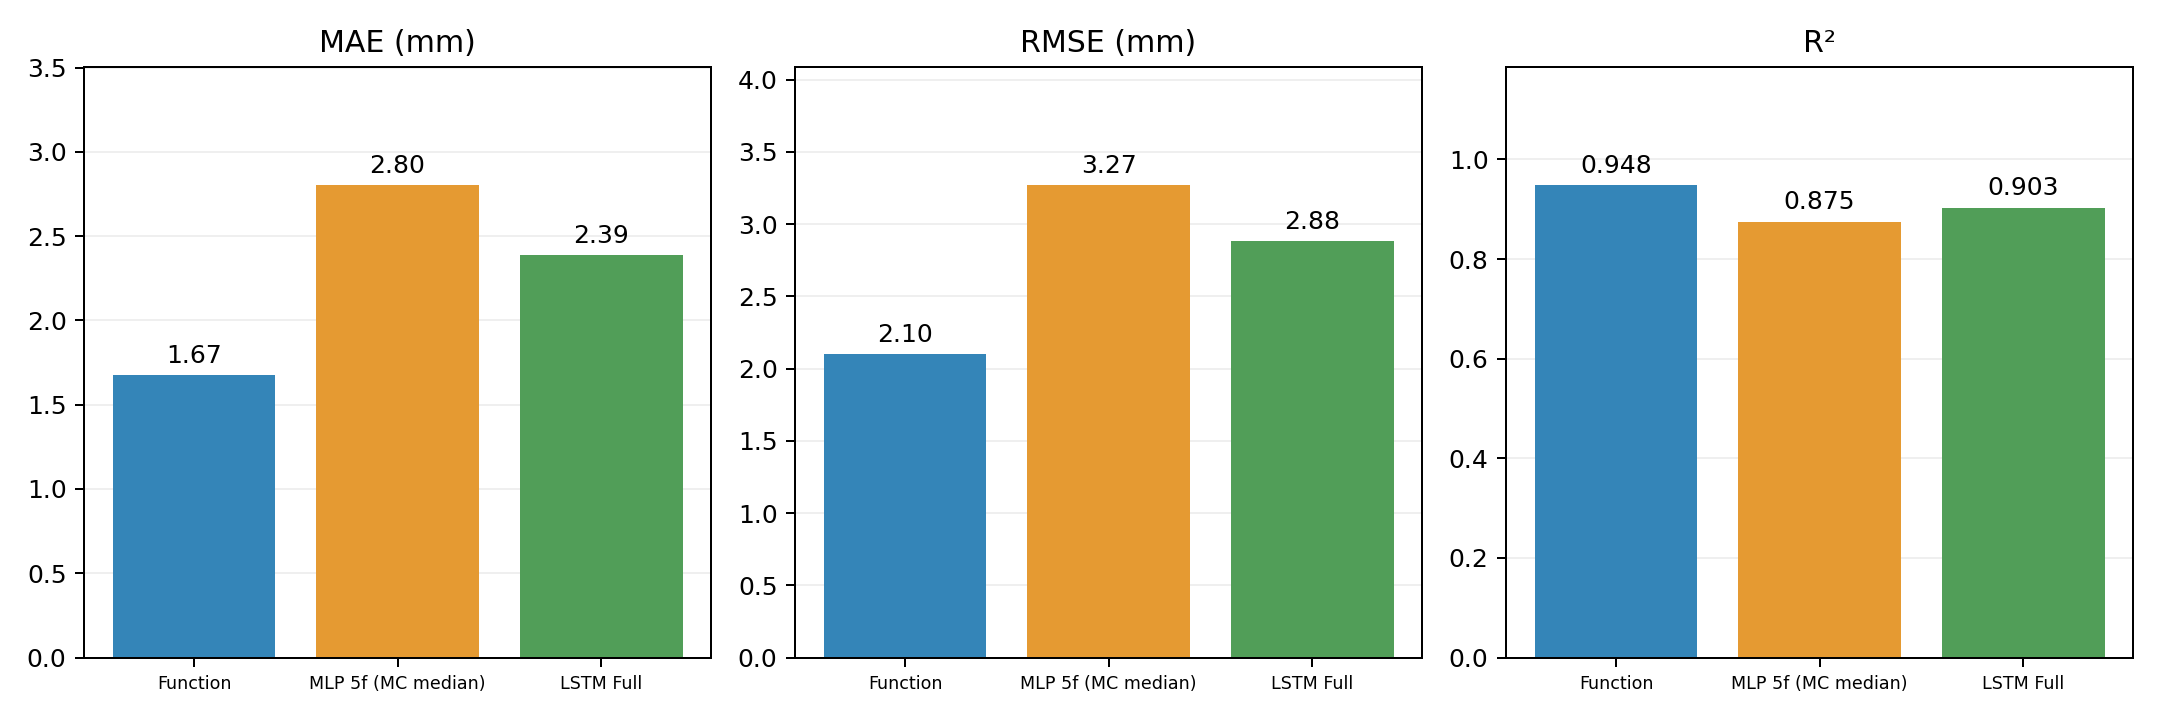 MAE (mm)
3.5
3.0
2.5
2.0
1.5
1.0
0.5
0.0
1.67
2.80
2.39
Function
MLP 5f (MC median)
LSTM Full
RMSE (mm)
4.0
3.5
3.0
2.5
2.0
1.5
1.0
0.5
0.0
2.10
3.27
2.88
Function
MLP 5f (MC median)
LSTM Full
R²
1.0
0.8
0.6
0.4
0.2
0.0
0.948
0.875
0.903
Function
MLP 5f (MC median)
LSTM Full